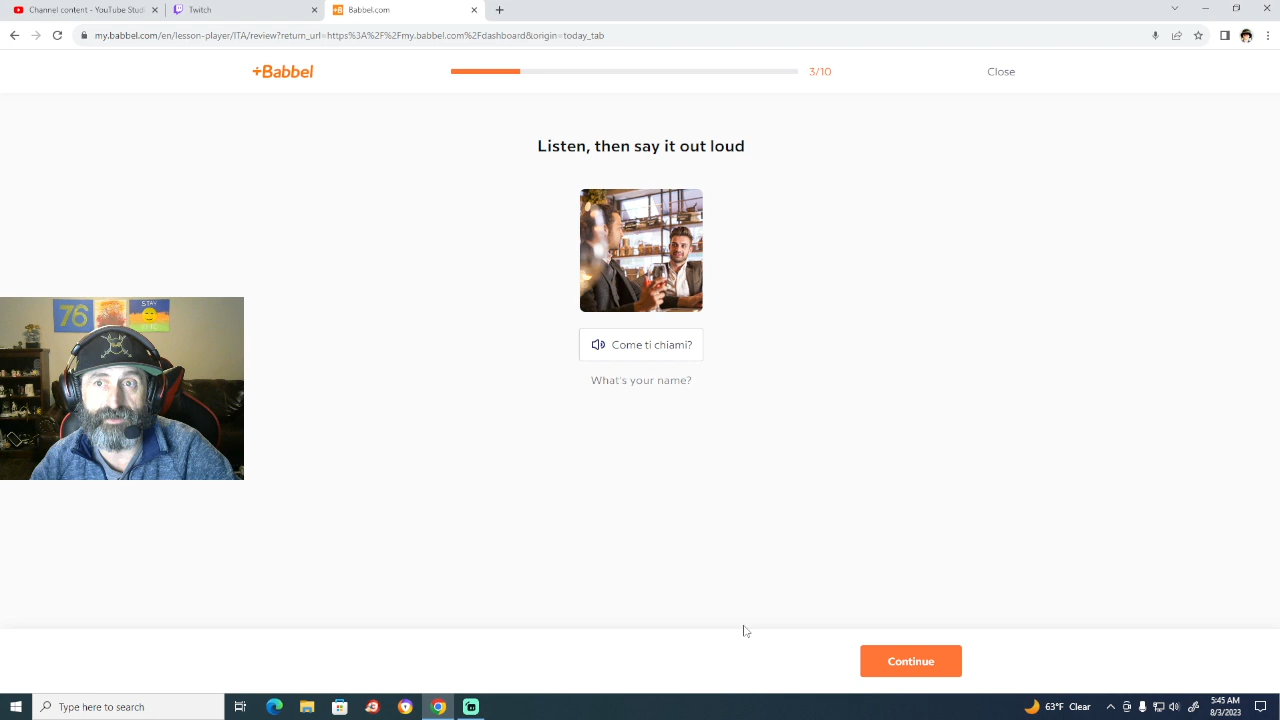 Channel content - YouTube Studi
Twitch
+B Babbel.com
my.babbel.com/en/lesson-player/ITA/review?return_url=https%3A%2F%2Fmy.babbel.com%2Fdashboard&origin=today_tab
+Babbel
3/10
Close
Listen, then say it out loud
Come ti chiami?
What's your name?
76
STAY
Continue
Type here to search
63°F Clear
5:45 AM
8/3/2023